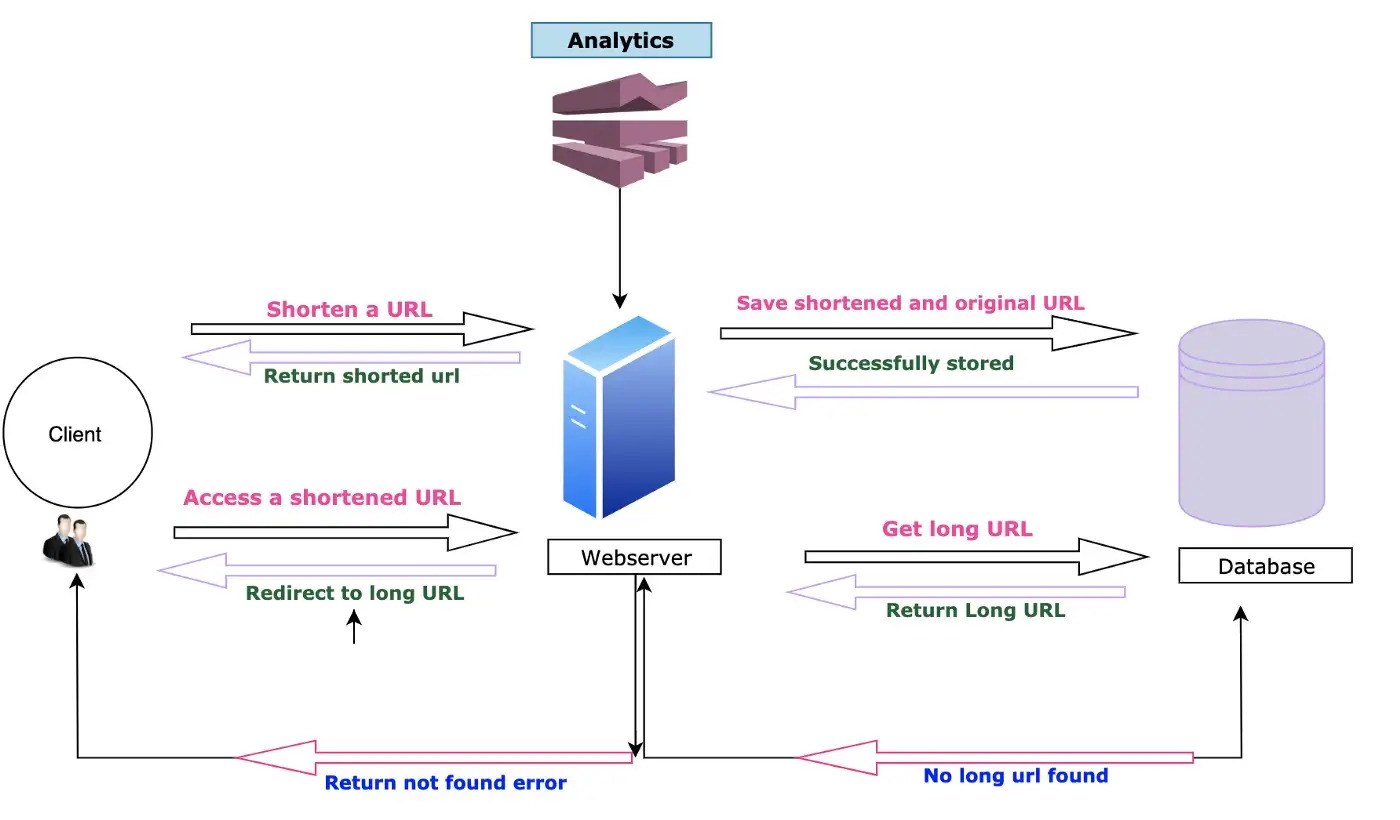 Analytics
Shorten a URL
Save shortened and original URL
Return shorted url
Successfully stored
Client
Access a shortened URL
Get long URL
Webserver
Database
Redirect to long URL
Return Long URL
Return not found error
No long url found